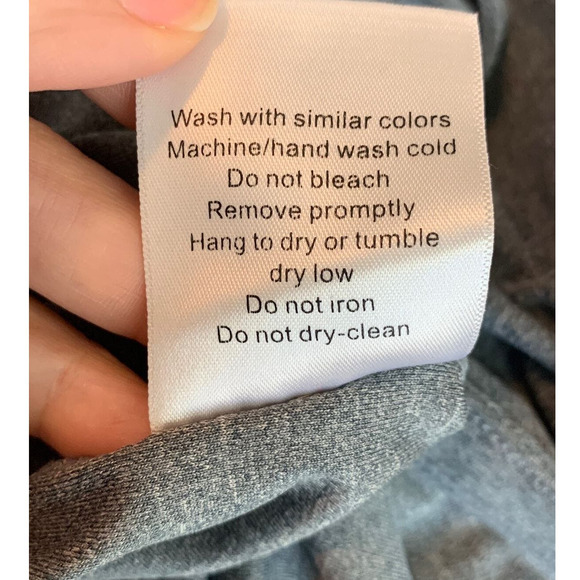 Wash with similar colors
Machine/hand wash cold
Do not bleach
Remove promptly
Hang to dry or tumble
dry low
Do not iron
Do not dry-clean